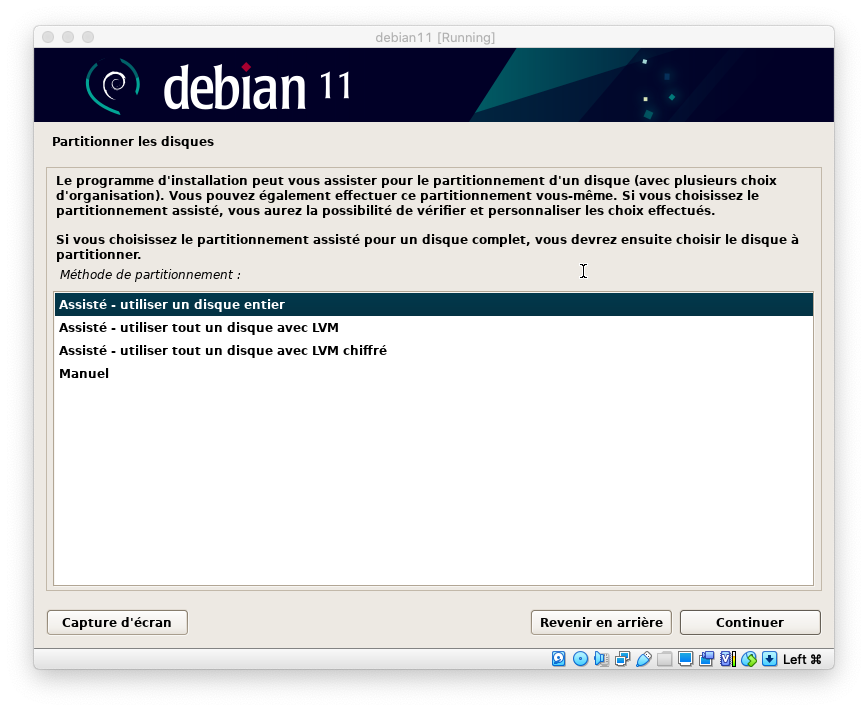 debian11 [Running]
debian 11
Partitionner les disques
Le programme d'installation peut vous assister pour le partitionnement d'un disque (avec plusieurs choix
d'organisation). Vous pouvez également effectuer ce partitionnement vous-même. Si vous choisissez le
partitionnement assisté, vous aurez la possibilité de vérifier et personnaliser les choix effectués.
Si vous choisissez le partitionnement assisté pour un disque complet, vous devrez ensuite choisir le disque à
partitionner.
Méthode de partitionnement :
Assisté - utiliser un disque entier
Assisté - utiliser tout un disque avec LVM
Assisté - utiliser tout un disque avec LVM chiffré
Manuel
Capture d'écran Revenir en arrière Continuer
Left ⌘